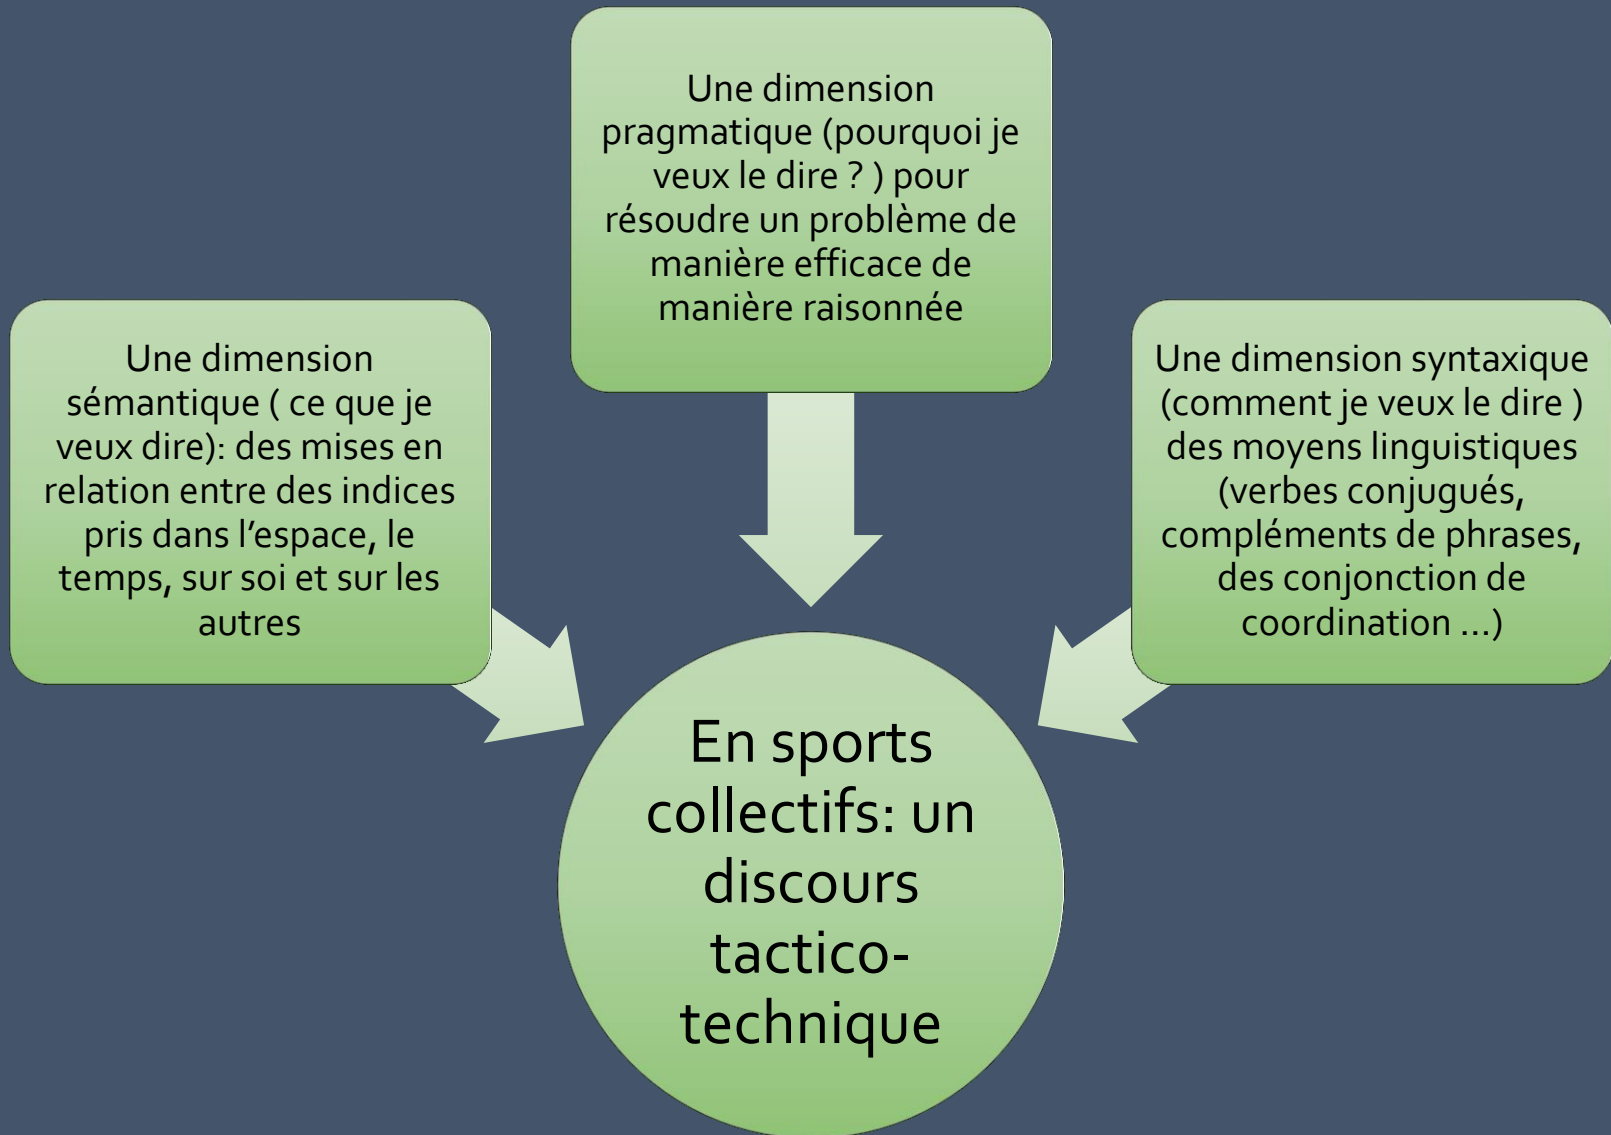 Une dimension
pragmatique (pourquoi je
veux le dire ? ) pour
résoudre un problème de
manière efficace de
manière raisonnée
Une dimension
sémantique ( ce que je
veux dire): des mises en
relation entre des indices
pris dans l'espace, le
temps, sur soi et sur les
autres
Une dimension syntaxique
(comment je veux le dire )
des moyens linguistiques
(verbes conjugués,
compléments de phrases,
des conjonction de
coordination ...)
En sports
collectifs: un
discours
tactico-
technique